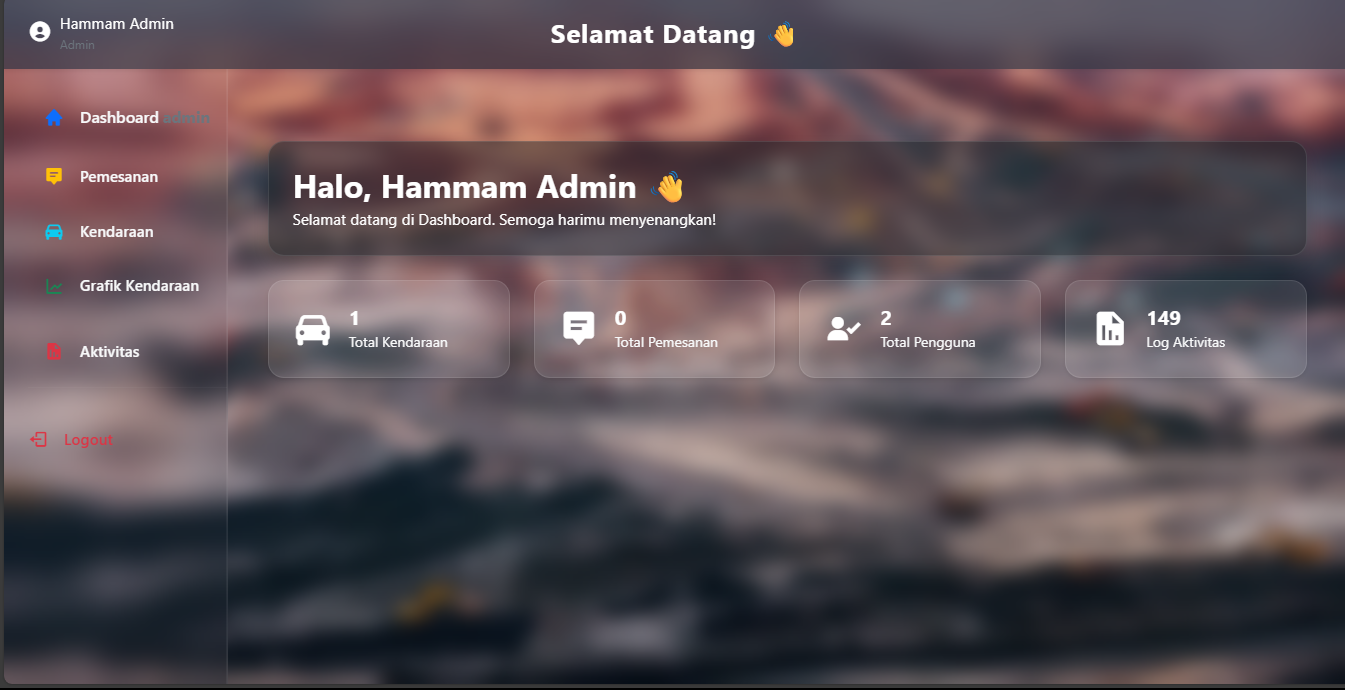 Hammam Admin
Admin
Selamat Datang 👋
Dashboard admin
Pemesanan
Kendaraan
Grafik Kendaraan
Aktivitas
Logout
Halo, Hammam Admin 👋
Selamat datang di Dashboard. Semoga harimu menyenangkan!
1
Total Kendaraan
0
Total Pemesanan
2
Total Pengguna
149
Log Aktivitas